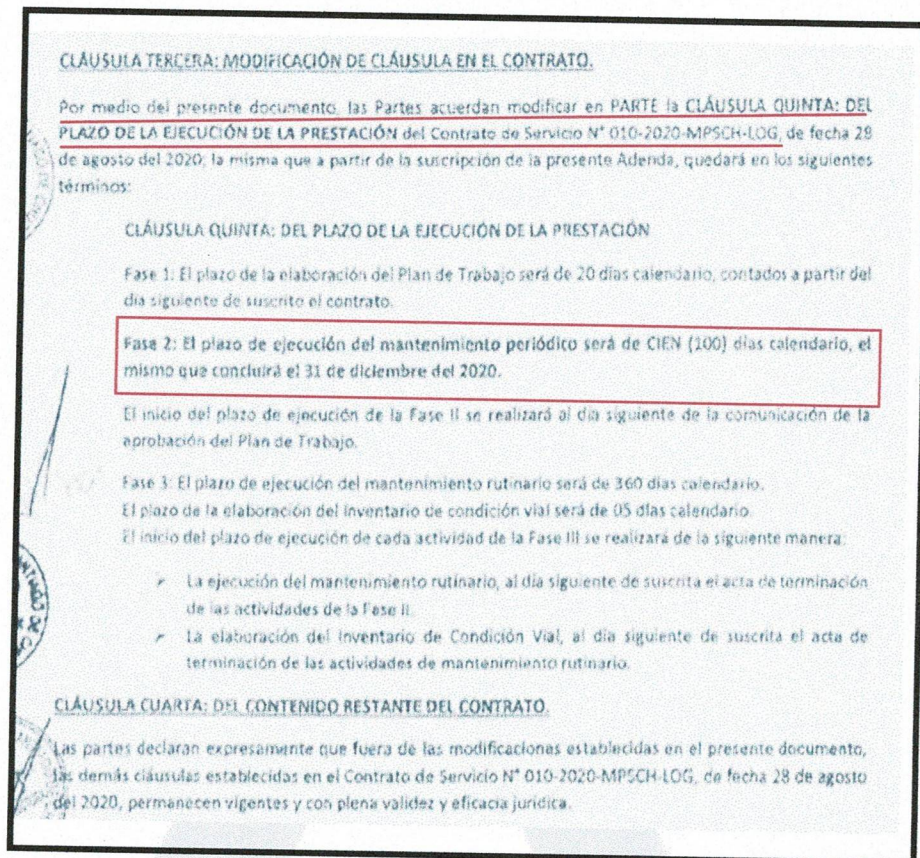 CLÁUSULA TERCERA: MODIFICACIÓN DE CLÁUSULA EN EL CONTRATO.
Por medio del presente documento, las Partes acuerdan modificar en PARTE la CLÁUSULA QUINTA: DEL
PLAZO DE LA EJECUCIÓN DE LA PRESTACIÓN del Contrato de Servicio N° 010-2020-MPSCH-LOG, de fecha 28
de agosto del 2020; la misma que a partir de la suscripción de la presente Adenda, quedará en los siguientes
términos:
CLÁUSULA QUINTA: DEL PLAZO DE LA EJECUCIÓN DE LA PRESTACIÓN
Fase 1: El plazo de la elaboración del Plan de Trabajo será de 20 días calendario, contados a partir del
día siguiente de suscrito el contrato.
Fase 2: El plazo de ejecución del mantenimiento periódico será de CIEN (100) días calendario, el
mismo que concluirá el 31 de diciembre del 2020.
El inicio del plazo de ejecución de la Fase II se realizará al día siguiente de la comunicación de la
aprobación del Plan de Trabajo.
Fase 3: El plazo de ejecución del mantenimiento rutinario será de 360 días calendario.
El plazo de la elaboración del inventario de condición vial será de 05 días calendario.
El inicio del plazo de ejecución de cada actividad de la Fase III se realizará de la siguiente manera:
➢ La ejecución del mantenimiento rutinario, al día siguiente de suscrita el acta de terminación
de las actividades de la Fase II.
➢ La elaboración del Inventario de Condición Vial, al día siguiente de suscrita el acta de
terminación de las actividades de mantenimiento rutinario.
CLÁUSULA CUARTA: DEL CONTENIDO RESTANTE DEL CONTRATO.
Las partes declaran expresamente que fuera de las modificaciones establecidas en el presente documento,
las demás cláusulas establecidas en el Contrato de Servicio N° 010-2020-MPSCH-LOG, de fecha 28 de agosto
del 2020, permanecen vigentes y con plena validez y eficacia jurídica.